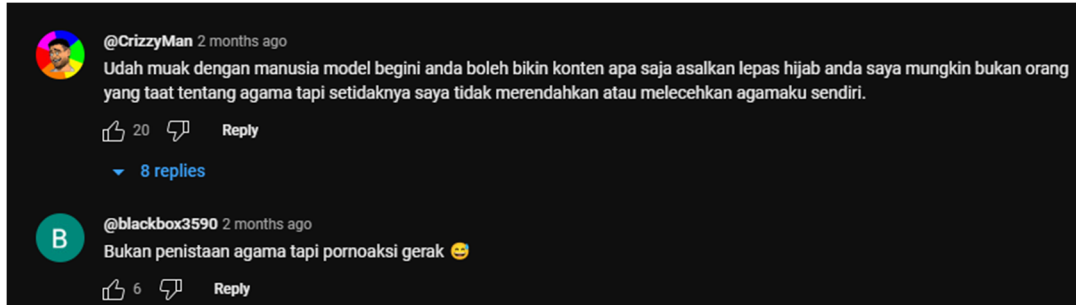 @CrizzyMan 2 months ago
Udah muak dengan manusia model begini anda boleh bikin konten apa saja asalkan lepas hijab anda saya mungkin bukan orang
yang taat tentang agama tapi setidaknya saya tidak merendahkan atau melecehkan agamaku sendiri.
20 Reply
8 replies
B
@blackbox3590 2 months ago
Bukan penistaan agama tapi pornoaksi gerak 😅
6 Reply